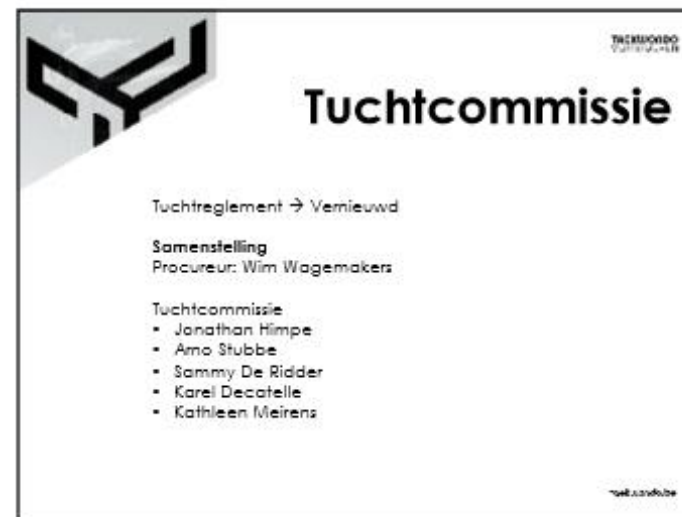 TAEKWONDO
Tuchtcommissie
Tuchtreglement → Vernieuwd
Samenstelling
Procureur: Wim Wagemakers
Tuchtcommissie
▪ Jonathan Himpe
▪ Arno Stubbe
▪ Sammy De Ridder
▪ Karel Decatelle
▪ Kathleen Meirens